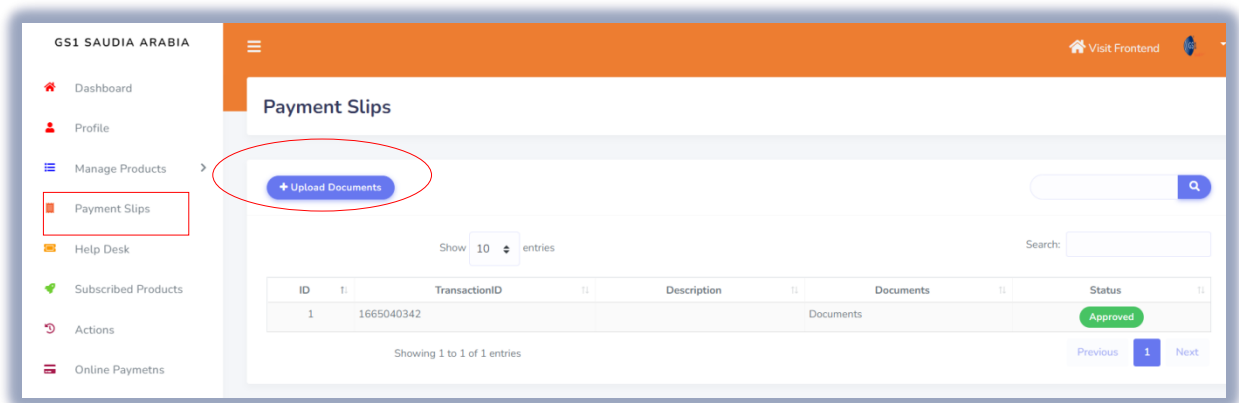 GS1 SAUDIA ARABIA
Visit Frontend
Dashboard
Profile
Manage Products
Payment Slips
Help Desk
Subscribed Products
Actions
Online Paymetns
Payment Slips
+ Upload Documents
Show 10 entries
Search:
ID TransactionID Description Documents Status
1 1665040342 Documents Approved
Showing 1 to 1 of 1 entries
Previous 1 Next